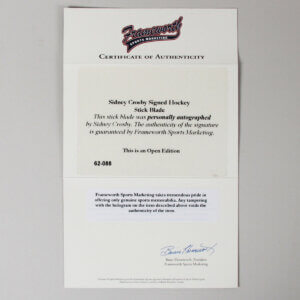 Frameworth
SPORTS MARKETING
CERTIFICATE OF AUTHENTICITY
Sidney Crosby Signed Hockey
Stick Blade
This stick blade was personally autographed
by Sidney Crosby. The authenticity of the signature
is guaranteed by Frameworth Sports Marketing.
This is an Open Edition
62-088
Frameworth Sports Marketing takes tremendous pride in
offering only genuine sports memorabilia. Any tampering
with the hologram on the item described above voids the
authenticity of the item.
Frameworth Sports Marketing